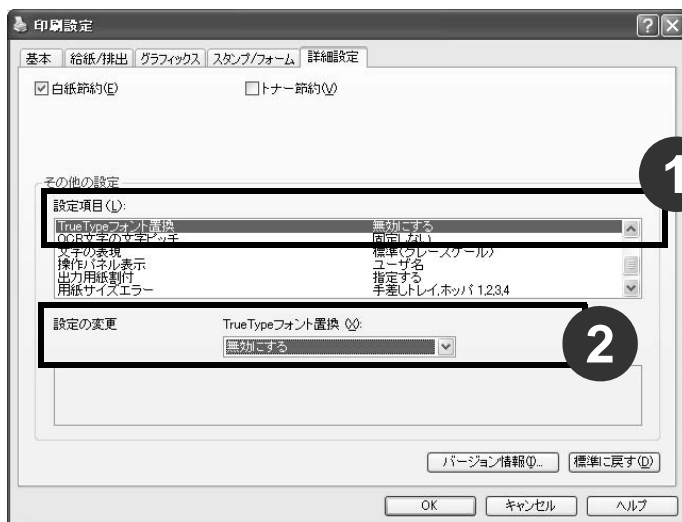 印刷設定
基本 給紙/排出 グラフィックス スタンプ/フォーム 詳細設定
白紙節約(E) トナー節約(V)
その他の設定
1
設定項目(L):
TrueTypeフォント置換 無効にする
OCR文字の文字ピッチ 固定しない
文字の表現 標準(グレースケール)
操作パネル表示 ユーザ名
出力用紙割付 指定する
用紙サイズエラー 手差しトレイ,ホッパ 1,2,3,4
設定の変更 TrueTypeフォント置換 (X):
無効にする
2
バージョン情報(I)... 標準に戻す(D)
OK キャンセル ヘルプ